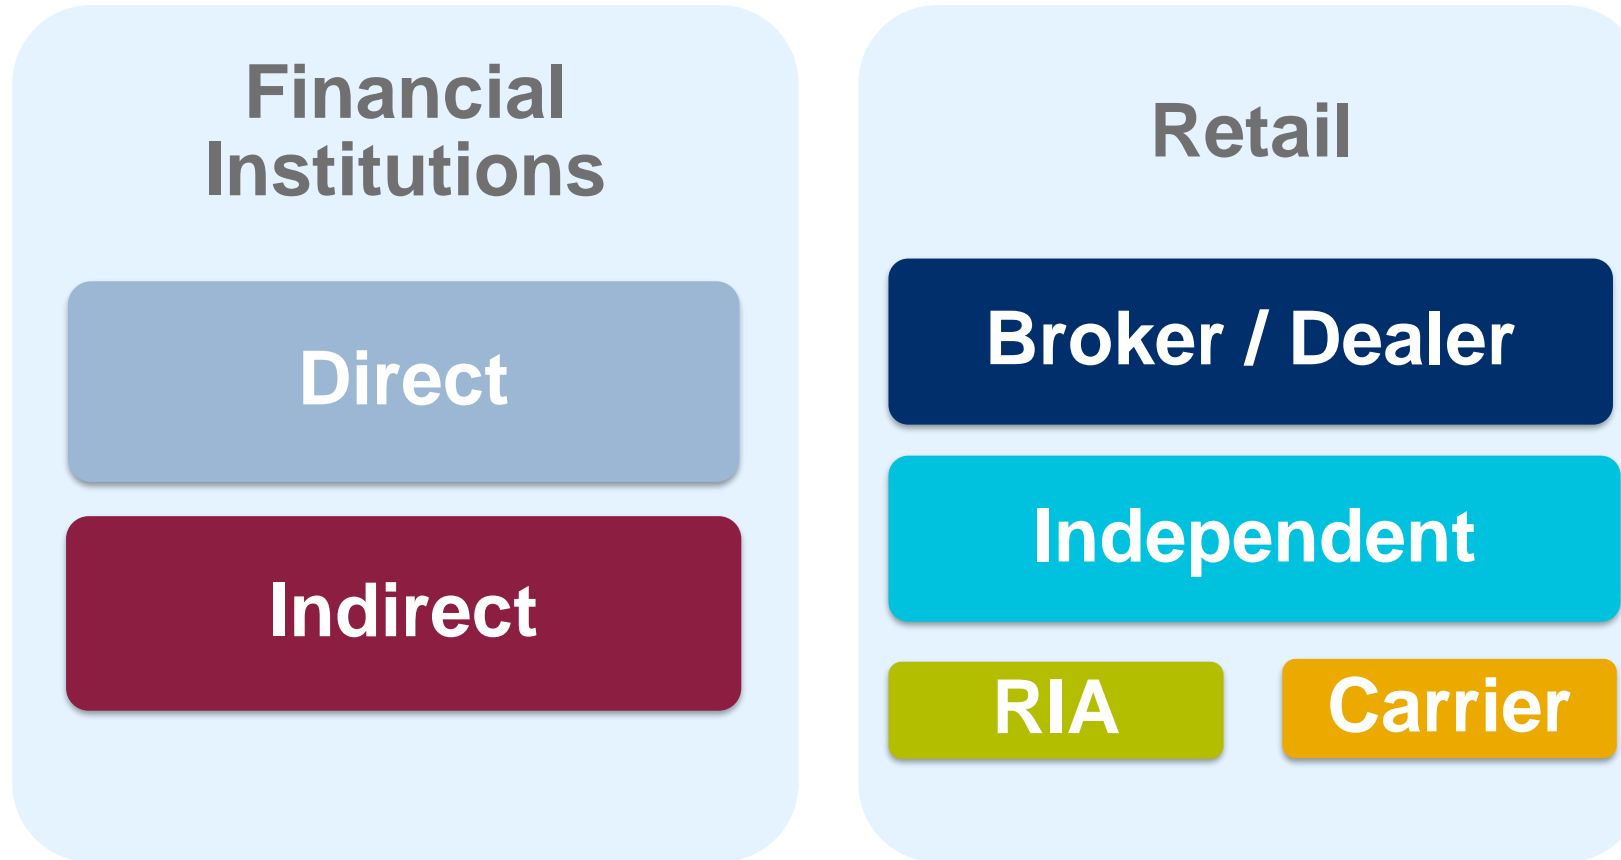 Financial
Institutions
Direct
Indirect
Retail
Broker / Dealer
Independent
RIA
Carrier